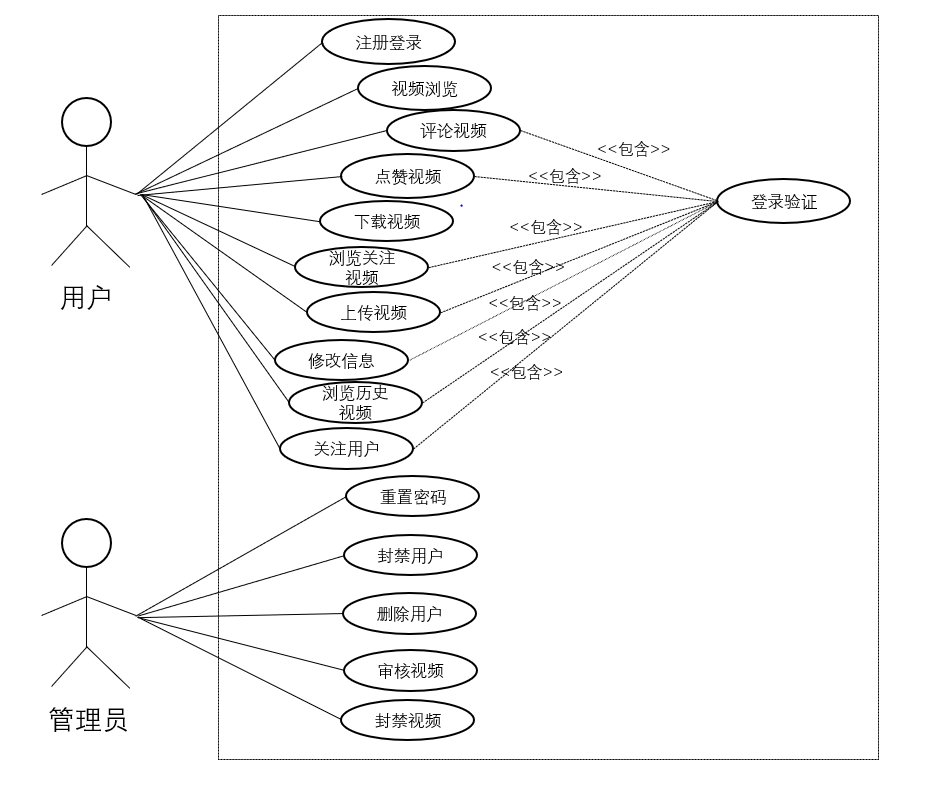 注册登录
视频浏览
评论视频
<<包含>>
点赞视频
<<包含>>
登录验证
下载视频
<<包含>>
浏览关注
视频
<<包含>>
用户
上传视频
<<包含>>
修改信息
<<包含>>
浏览历史
视频
<<包含>>
关注用户
重置密码
封禁用户
删除用户
审核视频
管理员
封禁视频